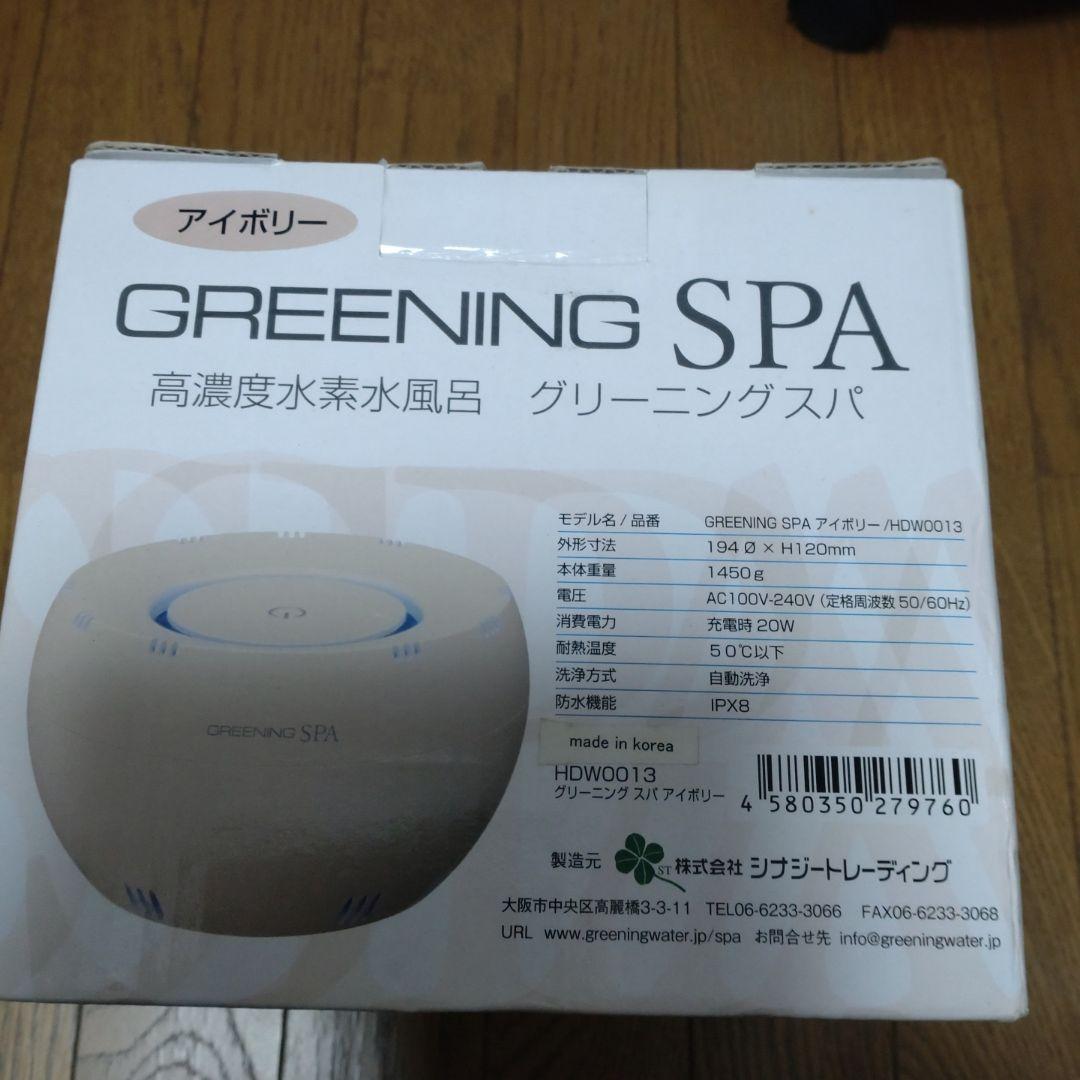 アイボリー
GREENING SPA
高濃度水素水風呂 グリーニングスパ
モデル名/品番 GREENING SPA アイボリー/HDW0013
外形寸法 194 Ø × H120mm
本体重量 1450g
電圧 AC100V-240V (定格周波数 50/60Hz)
消費電力 充電時 20W
耐熱温度 50℃以下
洗浄方式 自動洗浄
防水機能 IPX8
GREENING SPA
made in korea
HDW0013
グリーニング スパ アイボリー
4 580350 279760
製造元 ST 株式会社 シナジートレーディング
大阪市中央区高麗橋3-3-11 TEL06-6233-3066 FAX06-6233-3068
URL www.greeningwater.jp/spa お問合せ先 info@greeningwater.jp